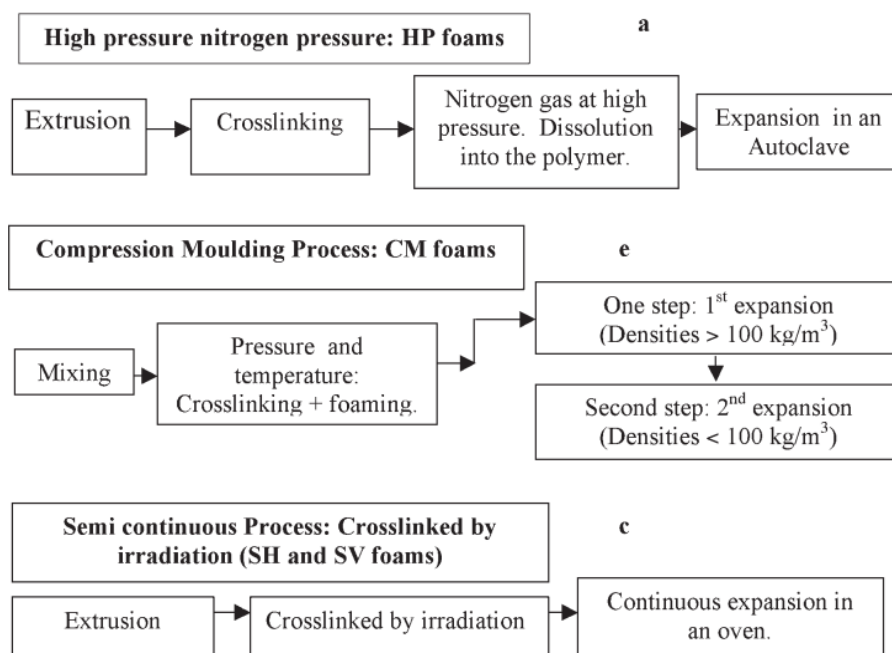 High pressure nitrogen pressure: HP foams
a
Extrusion
Crosslinking
Nitrogen gas at high
pressure. Dissolution
into the polymer.
Expansion in an
Autoclave
Compression Moulding Process: CM foams
e
Mixing
Pressure and
temperature:
Crosslinking + foaming.
One step: 1st expansion
(Densities > 100 kg/m³)
Second step: 2nd expansion
(Densities < 100 kg/m³)
Semi continuous Process: Crosslinked by
irradiation (SH and SV foams)
c
Extrusion
Crosslinked by irradiation
Continuous expansion in
an oven.